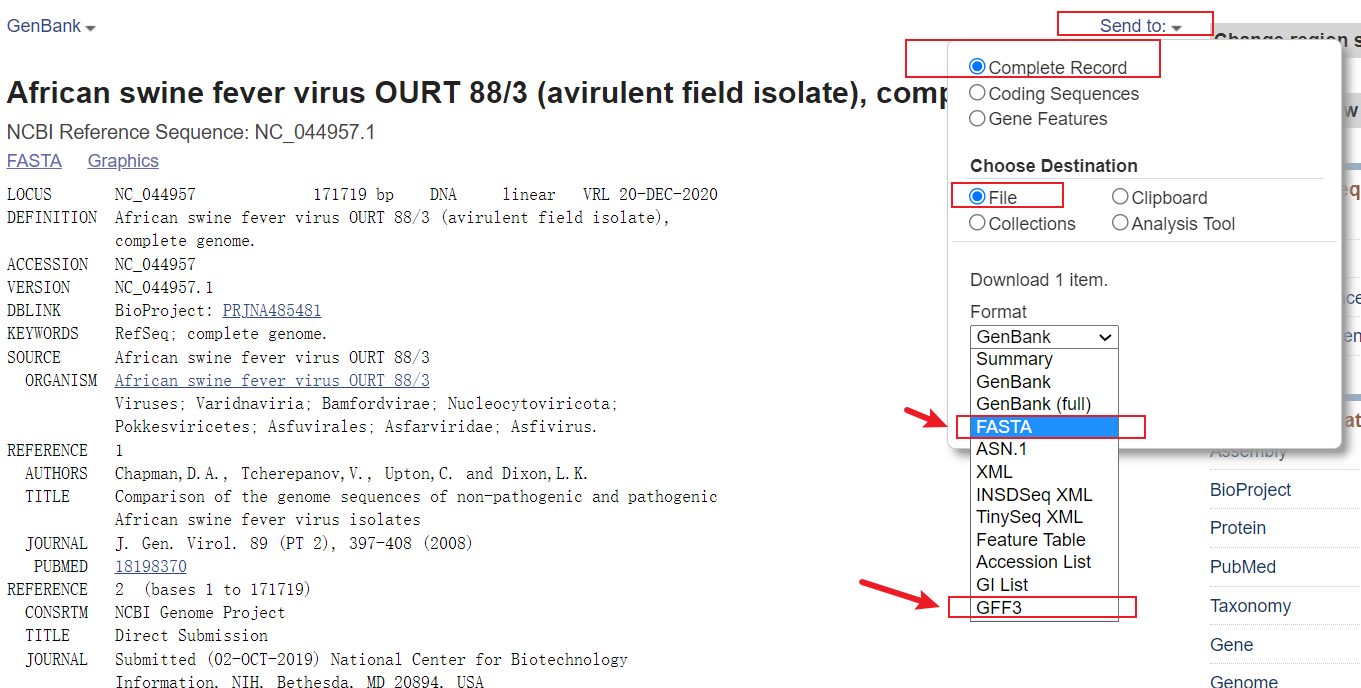 GenBank
Send to:
Change region s
Complete Record
African swine fever virus OURT 88/3 (avirulent field isolate), comp
Coding Sequences
NCBI Reference Sequence: NC_044957.1
Gene Features
FASTA Graphics
Choose Destination
File Clipboard
Collections Analysis Tool
Download 1 item.
Format
GenBank
Summary
GenBank
GenBank (full)
FASTA
ASN.1
XML
INSDSeq XML
TinySeq XML
Feature Table
Accession List
GI List
GFF3
LOCUS NC_044957 171719 bp DNA linear VRL 20-DEC-2020
DEFINITION African swine fever virus OURT 88/3 (avirulent field isolate),
complete genome.
ACCESSION NC_044957
VERSION NC_044957.1
DBLINK BioProject: PRJNA485481
KEYWORDS RefSeq; complete genome.
SOURCE African swine fever virus OURT 88/3
ORGANISM African swine fever virus OURT 88/3
Viruses; Varidnaviria; Bamfordvirae; Nucleocytoviricota;
Pokkesviricetes; Asfuvirales; Asfarviridae; Asfivirus.
REFERENCE 1
AUTHORS Chapman,D.A., Tcherepanov,V., Upton,C. and Dixon,L.K.
TITLE Comparison of the genome sequences of non-pathogenic and pathogenic
African swine fever virus isolates
JOURNAL J. Gen. Virol. 89 (PT 2), 397-408 (2008)
PUBMED 18198370
REFERENCE 2 (bases 1 to 171719)
CONSRTM NCBI Genome Project
TITLE Direct Submission
JOURNAL Submitted (02-OCT-2019) National Center for Biotechnology
Information, NIH, Bethesda, MD 20894, USA
Assembly
BioProject
Protein
PubMed
Taxonomy
Gene
Genome